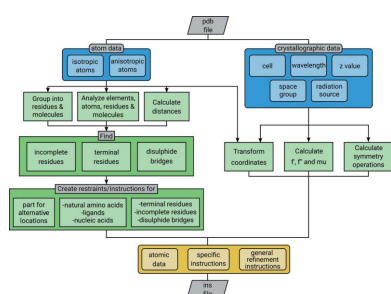 pdb
file
atom data
crystallographic data
isotropic
atoms
anisotropic
atoms
cell
wavelength
z value
space
group
radiation
source
Group into
residues &
molecules
Analyze elements,
atoms, residues &
molecules
Calculate
distances
Find
incomplete
residues
terminal
residues
disulphide
bridges
Transform
coordinates
Calculate
f', f" and mu
Calculate
symmetry
operations
Create restraints/instructions for
part for
alternative
locations
-natural amino acids
-ligands
-nucleic acids
-terminal residues
-incomplete residues
-disulphide bridges
atomic data
specific
instructions
general
refinement
instructions
ins
file